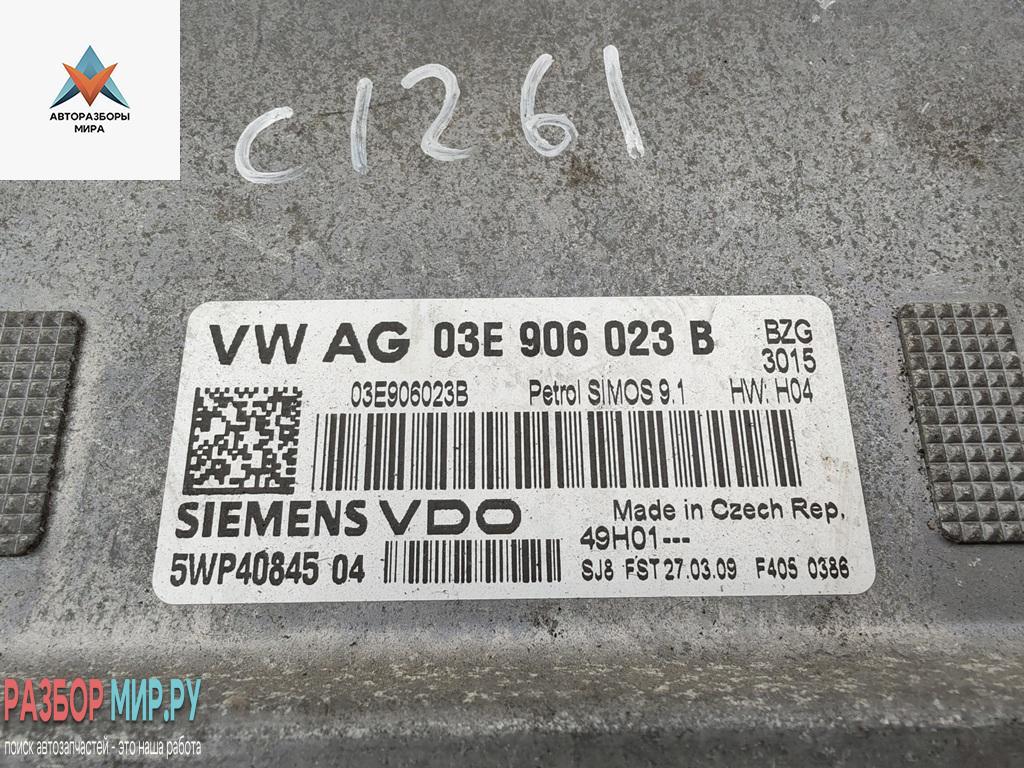 АВТОРАЗБОРЫ
МИРА
C1261
VW AG 03E 906 023 B
BZG
3015
03E906023B Petrol SIMOS 9.1 HW: H04
SIEMENS VDO
Made in Czech Rep.
49H01---
5WP40845 04
SJ8 FST 27.03.09 F405 0386
РАЗБОР МИР.РУ
поиск автозапчастей - это наша работа